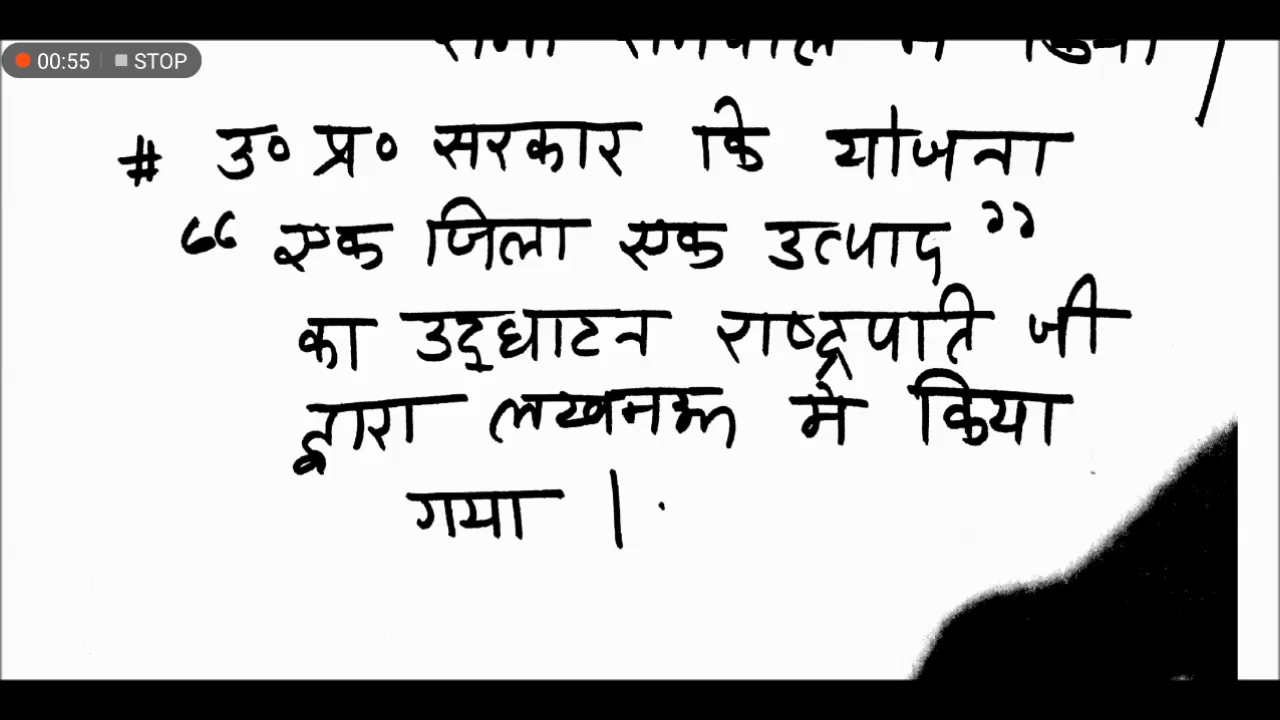 00:55 STOP
# उ० प्र० सरकार कि योजना
“ एक जिला एक उत्पाद ”
का उद्घाटन राष्ट्रपति जी
द्वारा लखनऊ मे किया
गया |